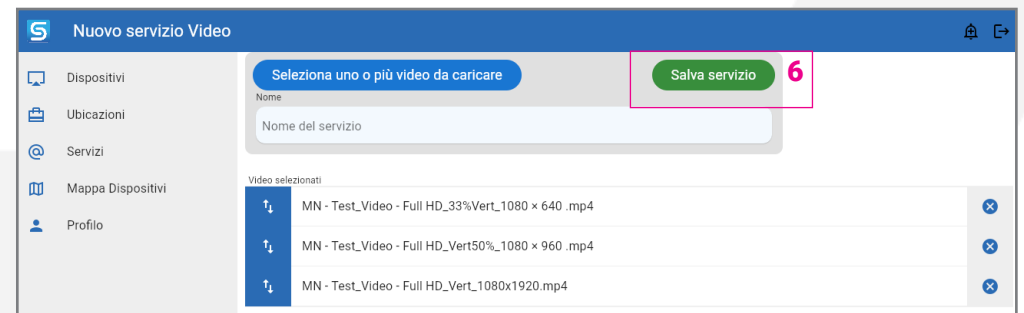 Nuovo servizio Video
Dispositivi
Ubicazioni
Servizi
Mappa Dispositivi
Profilo
Seleziona uno o più video da caricare
Salva servizio
6
Nome
Nome del servizio
Video selezionati
MN - Test_Video - Full HD_33%Vert_1080 × 640 .mp4
MN - Test_Video - Full HD_Vert50%_1080 × 960 .mp4
MN - Test_Video - Full HD_Vert_1080x1920.mp4